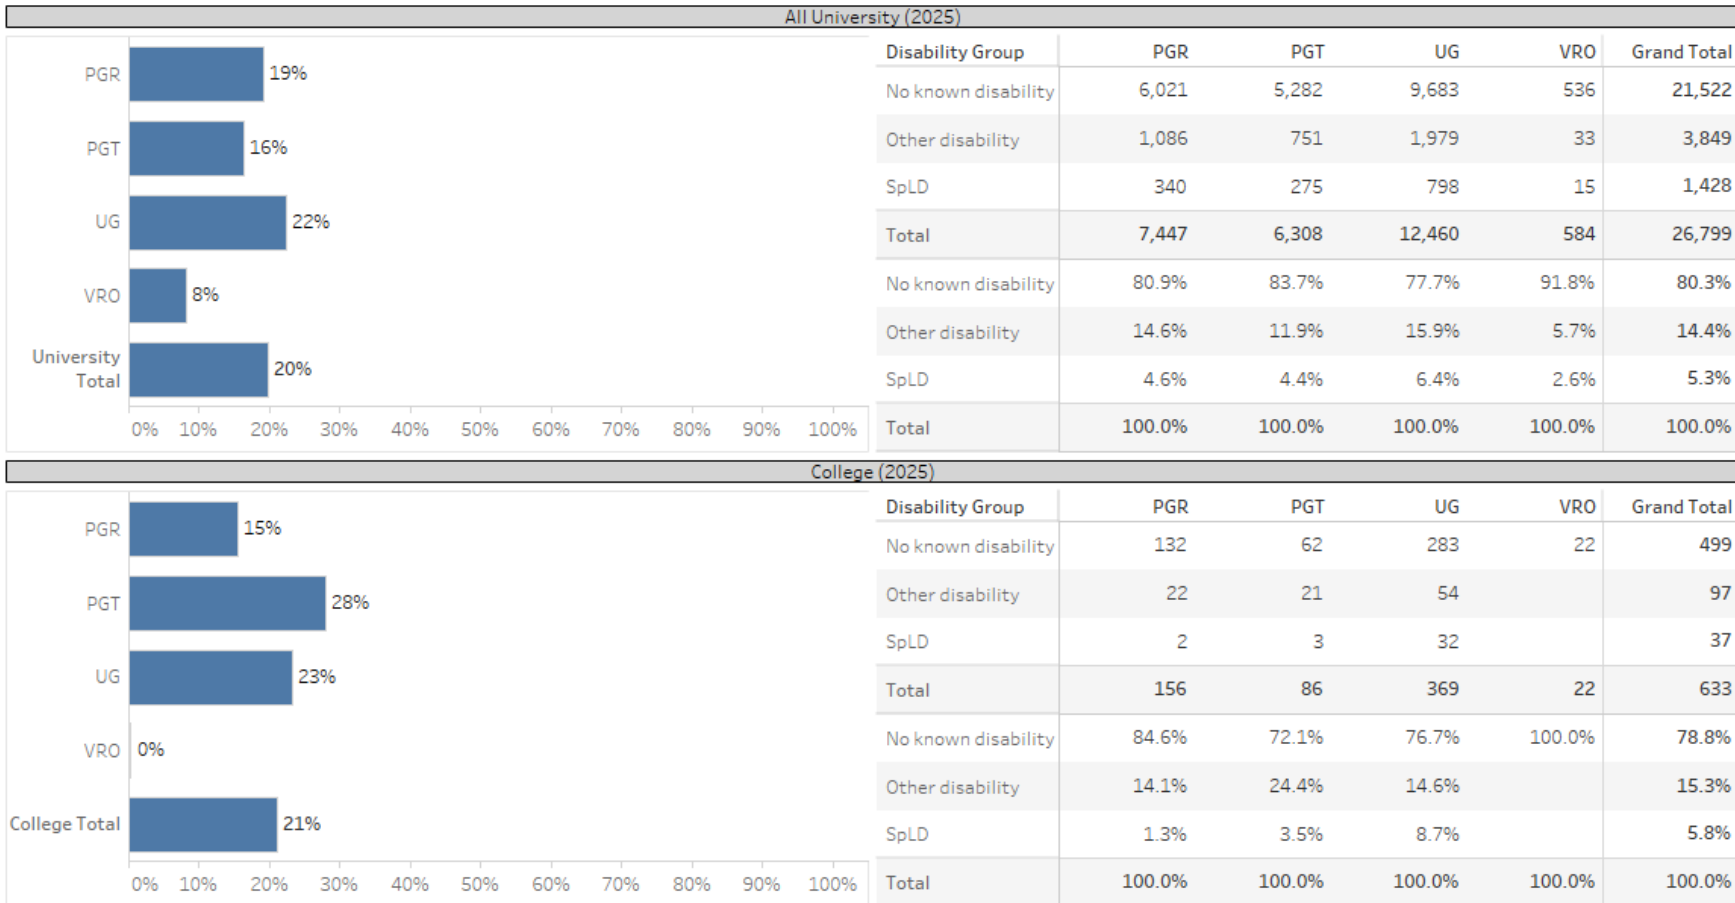 All University (2025)
PGR 19%
PGT 16%
UG 22%
VRO 8%
University
Total 20%
0% 10% 20% 30% 40% 50% 60% 70% 80% 90% 100%
Disability Group PGR PGT UG VRO Grand Total
No known disability 6,021 5,282 9,683 536 21,522
Other disability 1,086 751 1,979 33 3,849
SpLD 340 275 798 15 1,428
Total 7,447 6,308 12,460 584 26,799
No known disability 80.9% 83.7% 77.7% 91.8% 80.3%
Other disability 14.6% 11.9% 15.9% 5.7% 14.4%
SpLD 4.6% 4.4% 6.4% 2.6% 5.3%
Total 100.0% 100.0% 100.0% 100.0% 100.0%
College (2025)
PGR 15%
PGT 28%
UG 23%
VRO 0%
College Total 21%
0% 10% 20% 30% 40% 50% 60% 70% 80% 90% 100%
Disability Group PGR PGT UG VRO Grand Total
No known disability 132 62 283 22 499
Other disability 22 21 54 97
SpLD 2 3 32 37
Total 156 86 369 22 633
No known disability 84.6% 72.1% 76.7% 100.0% 78.8%
Other disability 14.1% 24.4% 14.6% 15.3%
SpLD 1.3% 3.5% 8.7% 5.8%
Total 100.0% 100.0% 100.0% 100.0% 100.0%